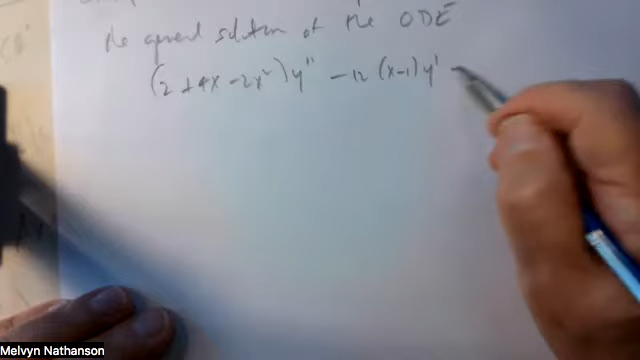 the general solution of the ODE
(2 + 4x - 2x²) y'' - 12 (x-1) y' -
Melvyn Nathanson